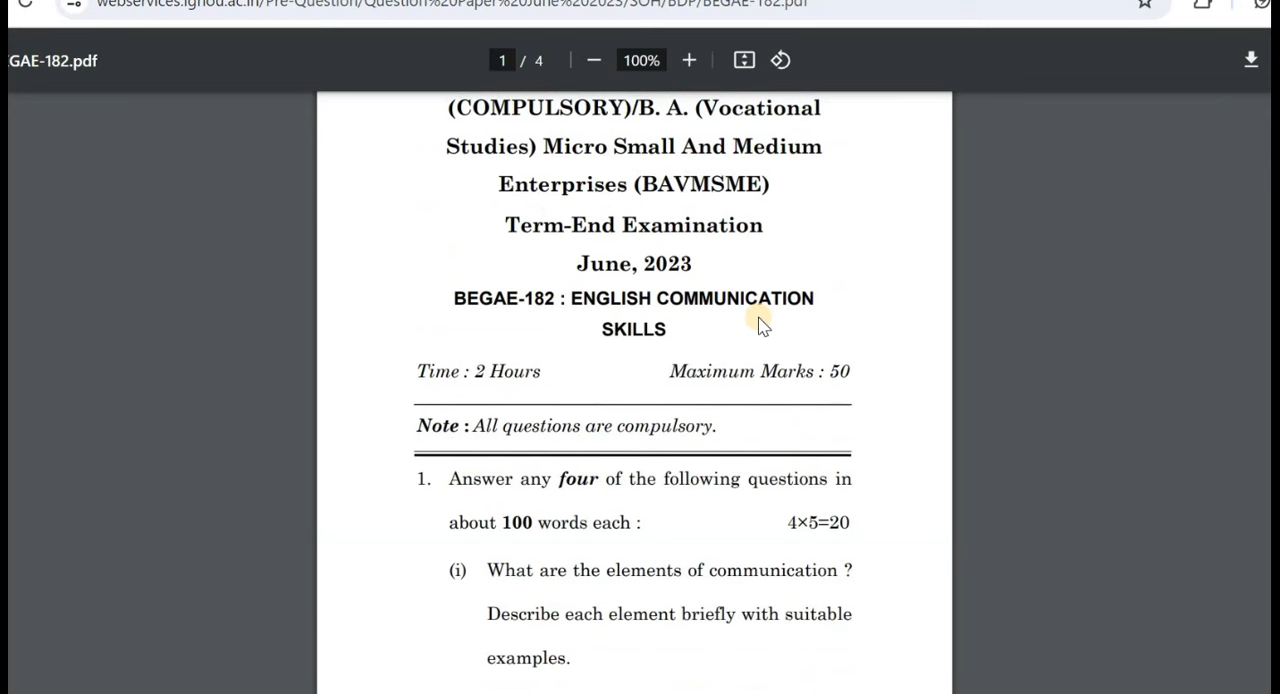 webservices.ignou.ac.in/Pre-Question/Question%20Paper%20June%202023/SOH/BDP/BEGAE-182.pdf
GAE-182.pdf
1 / 4
100%
(COMPULSORY)/B. A. (Vocational
Studies) Micro Small And Medium
Enterprises (BAVMSME)
Term-End Examination
June, 2023
BEGAE-182 : ENGLISH COMMUNICATION
SKILLS
Time : 2 Hours Maximum Marks : 50
Note : All questions are compulsory.
1. Answer any four of the following questions in
about 100 words each : 4×5=20
(i) What are the elements of communication ?
Describe each element briefly with suitable
examples.